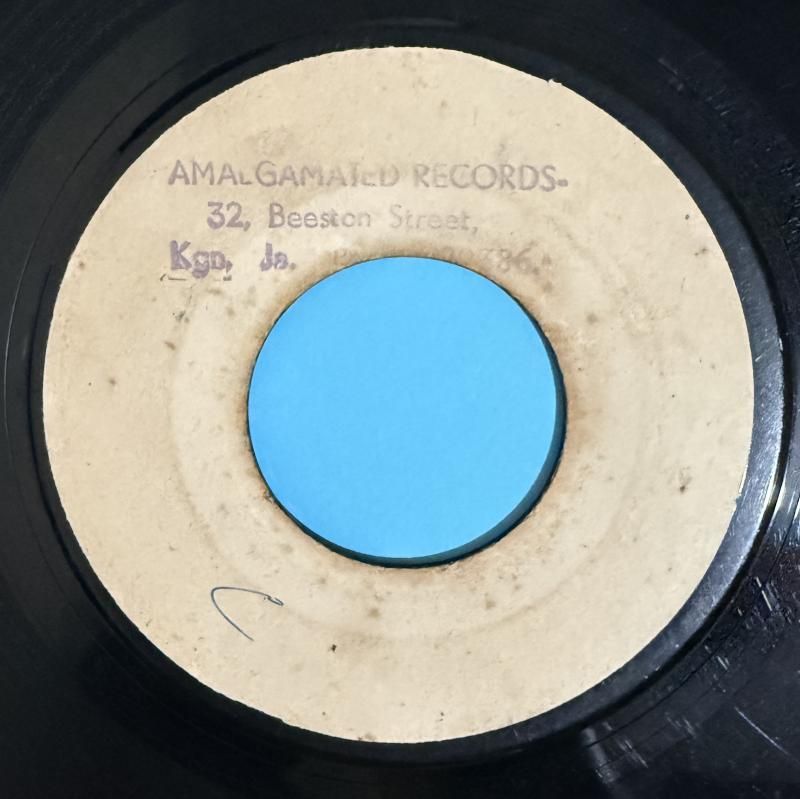 AMALGAMATED RECORDS-
32, Beeston Street,
Kgn, Ja.